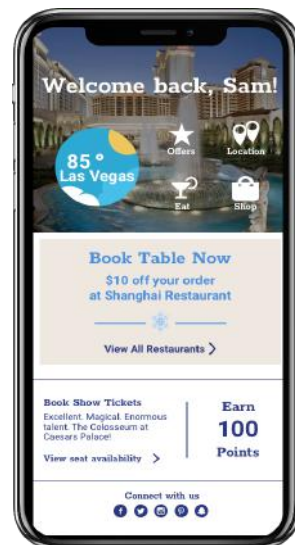 Welcome back, Sam!
85°
Las Vegas
Offers
Location
Eat
Shop
Book Table Now
$10 off your order
at Shanghai Restaurant
View All Restaurants
Book Show Tickets
Excellent. Magical. Enormous
talent. The Colosseum at
Caesars Palace!
View seat availability
Earn
100
Points
Connect with us